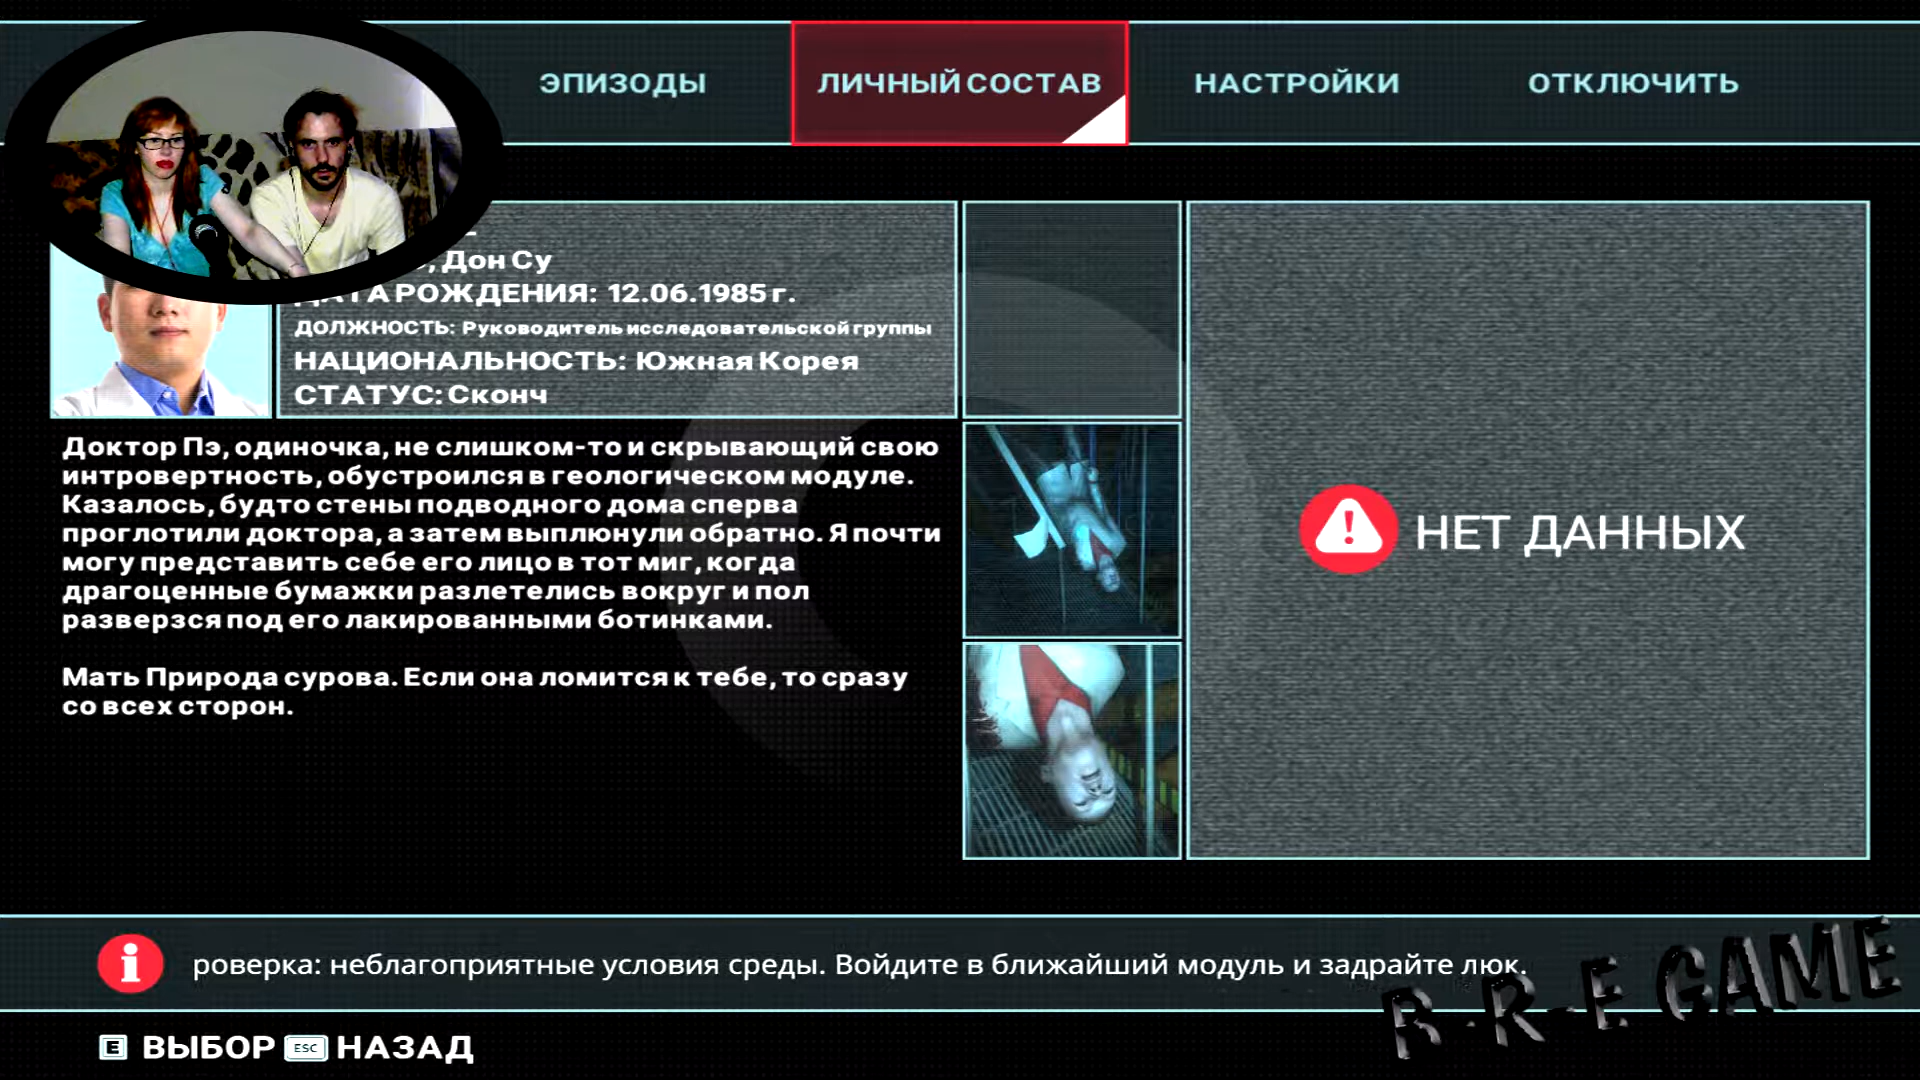 ЭПИЗОДЫ
ЛИЧНЫЙ СОСТАВ
НАСТРОЙКИ
ОТКЛЮЧИТЬ
Дон Су
ДАТА РОЖДЕНИЯ: 12.06.1985 г.
ДОЛЖНОСТЬ: Руководитель исследовательской группы
НАЦИОНАЛЬНОСТЬ: Южная Корея
СТАТУС: Сконч
Доктор Пэ, одиночка, не слишком-то и скрывающий свою
интровертность, обустроился в геологическом модуле.
Казалось, будто стены подводного дома сперва
проглотили доктора, а затем выплюнули обратно. Я почти
могу представить себе его лицо в тот миг, когда
драгоценные бумажки разлетелись вокруг и пол
разверзся под его лакированными ботинками.
Мать Природа сурова. Если она ломится к тебе, то сразу
со всех сторон.
НЕТ ДАННЫХ
роверка: неблагоприятные условия среды. Войдите в ближайший модуль и задрайте люк.
R-R-E GAME
E ВЫБОР ESC НАЗАД